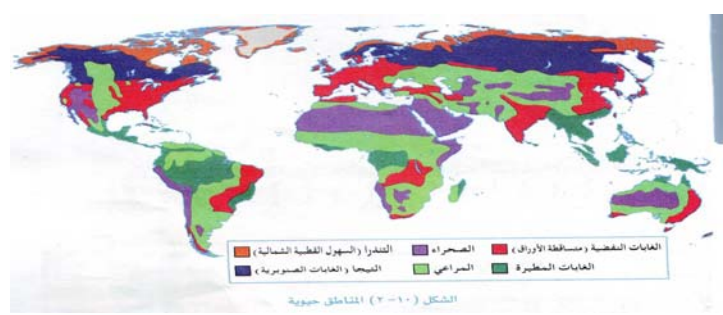 الغابات النفضية (متساقطة الأوراق) الصحراء التندرا (السهول القطبية الشمالية)
الغابات المطيرة المراعي التيجا (الغابات الصنوبرية)
الشكل (١٠-٢) المناطق حيوية